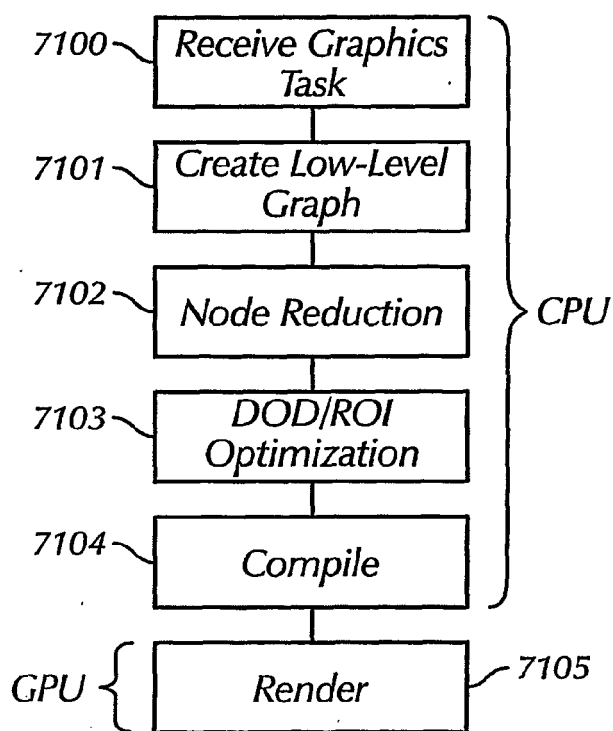 7100
Receive Graphics
Task
7101
Create Low-Level
Graph
7102
Node Reduction
CPU
7103
DOD/ROI
Optimization
7104
Compile
GPU
Render
7105